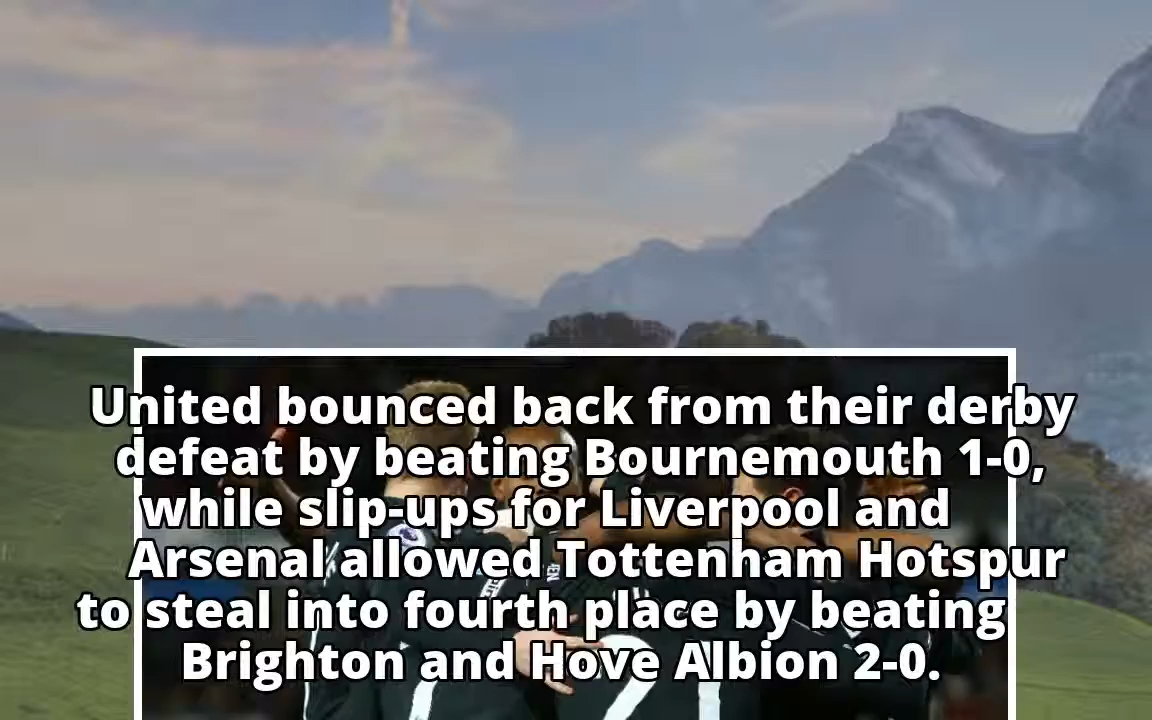 United bounced back from their derby
defeat by beating Bournemouth 1-0,
while slip-ups for Liverpool and
Arsenal allowed Tottenham Hotspur
to steal into fourth place by beating
Brighton and Hove Albion 2-0.